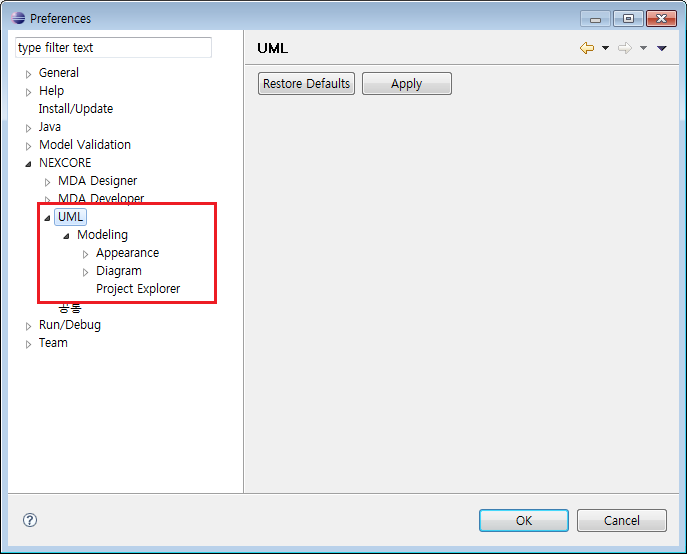 Preferences
type filter text
General
Help
Install/Update
Java
Model Validation
NEXCORE
MDA Designer
MDA Developer
UML
Modeling
Appearance
Diagram
Project Explorer
공통
Run/Debug
Team
UML
Restore Defaults
Apply
?
OK
Cancel